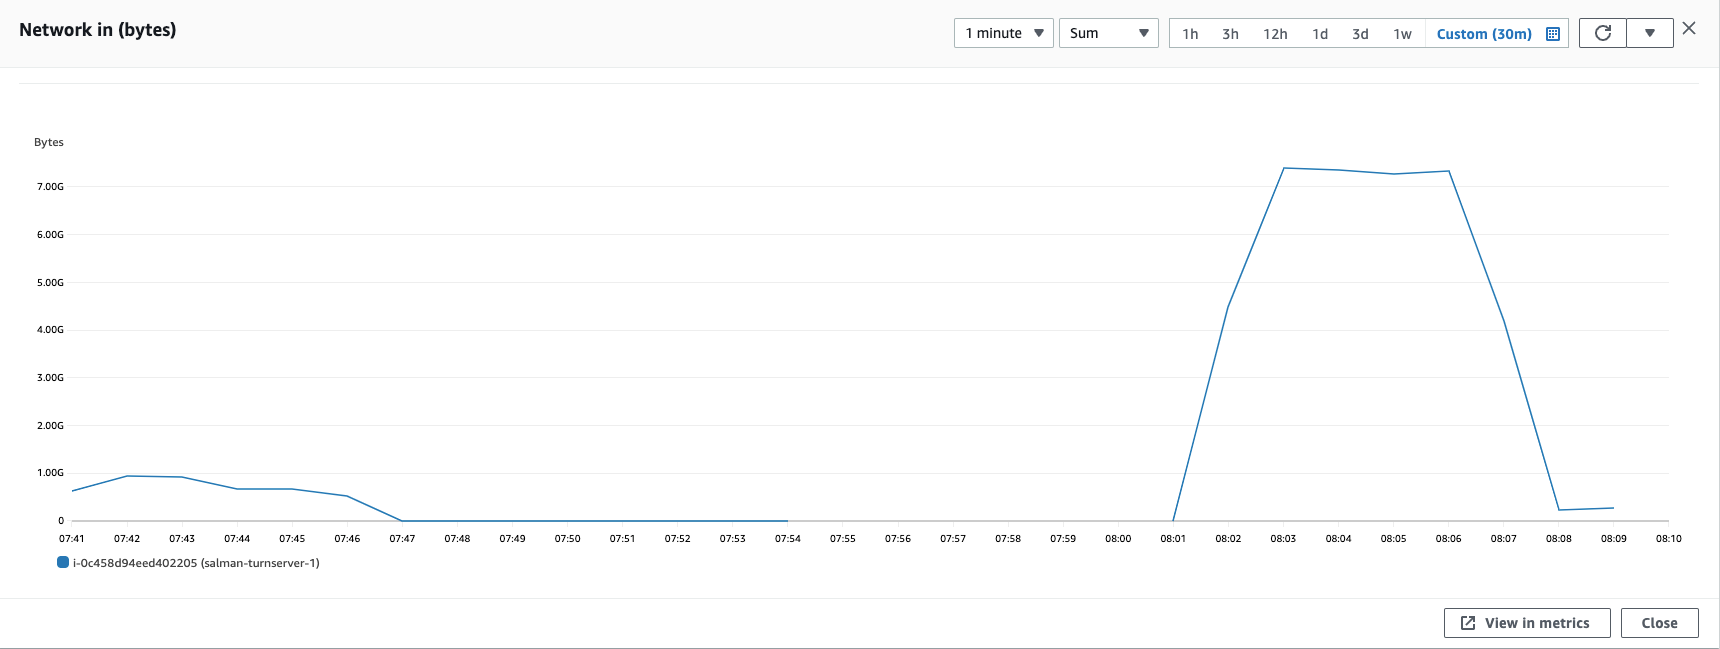 Network in (bytes)
1 minute
Sum
1h 3h 12h 1d 3d 1w Custom (30m)
Bytes
7.00G
6.00G
5.00G
4.00G
3.00G
2.00G
1.00G
0
07:41 07:42 07:43 07:44 07:45 07:46 07:47 07:48 07:49 07:50 07:51 07:52 07:53 07:54 07:55 07:56 07:57 07:58 07:59 08:00 08:01 08:02 08:03 08:04 08:05 08:06 08:07 08:08 08:09 08:10
i-0c458d94eed402205 (salman-turnserver-1)
View in metrics
Close